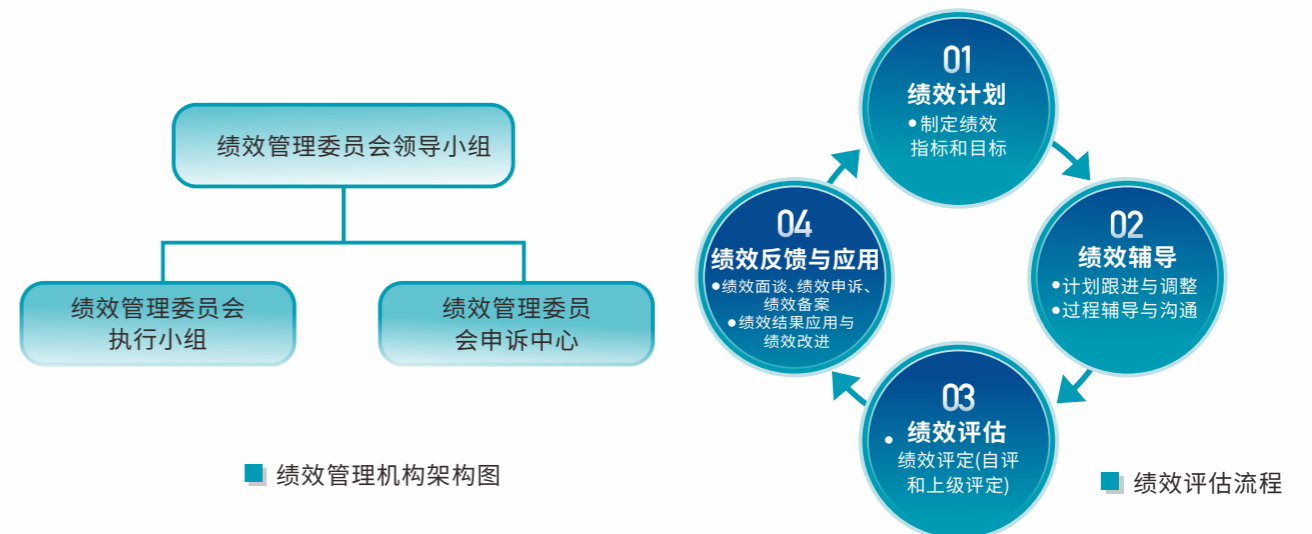 绩效管理委员会领导小组
绩效管理委员会
执行小组
绩效管理委员
会申诉中心
绩效管理机构架构图
01
绩效计划
•制定绩效
指标和目标
02
绩效辅导
•计划跟进与调整
•过程辅导与沟通
03
• 绩效评估
绩效评定(自评
和上级评定)
04
绩效反馈与应用
•绩效面谈、绩效申诉、
绩效备案
•绩效结果应用与
绩效改进
绩效评估流程